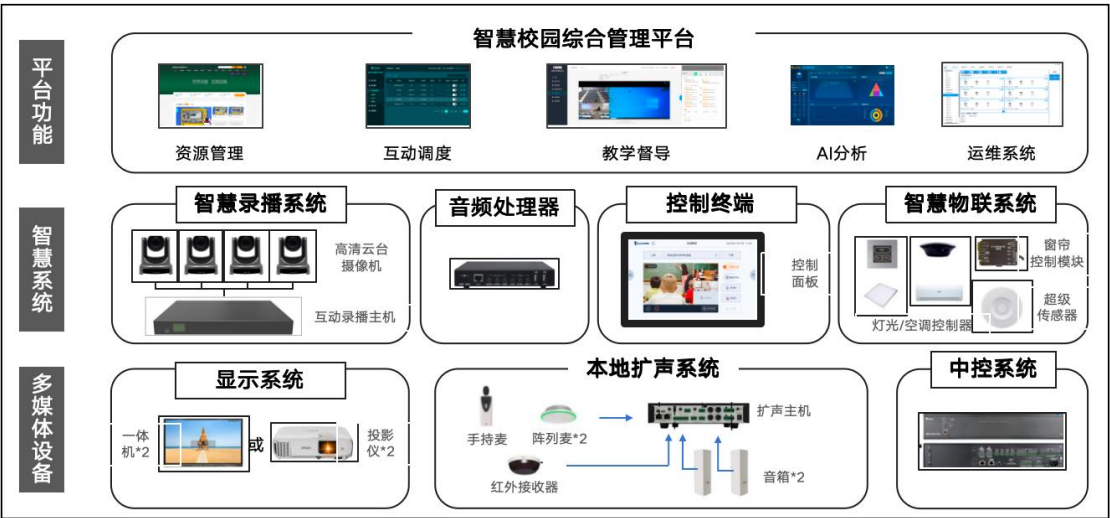 平台功能
智慧校园综合管理平台
资源管理
互动调度
教学督导
AI分析
运维系统
智慧系统
智慧录播系统
高清云台
摄像机
互动录播主机
音频处理器
控制终端
控制
面板
智慧物联系统
窗帘
控制模块
灯光/空调控制器
超级
传感器
多媒体设备
显示系统
一体
机*2
或
投影
仪*2
本地扩声系统
手持麦
阵列麦*2
扩声主机
红外接收器
音箱*2
中控系统